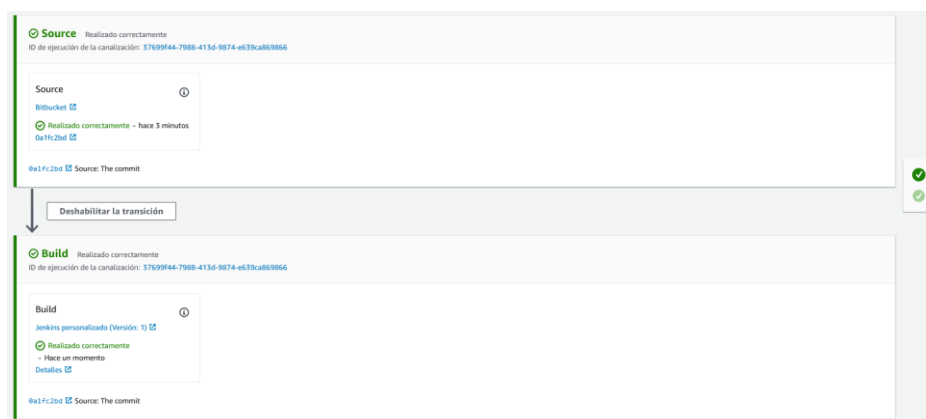 Source Realizado correctamente
ID de ejecución de la canalización: 37699f44-7988-413d-9874-e639ca869866
Source
Bitbucket
Realizado correctamente - hace 3 minutos
0a1fc2bd
0a1fc2bd Source: The commit
Deshabilitar la transición
Build Realizado correctamente
ID de ejecución de la canalización: 37699f44-7988-413d-9874-e639ca869866
Build
Jenkins personalizado (Versión: 1)
Realizado correctamente
- Hace un momento
Detalles
0a1fc2bd Source: The commit